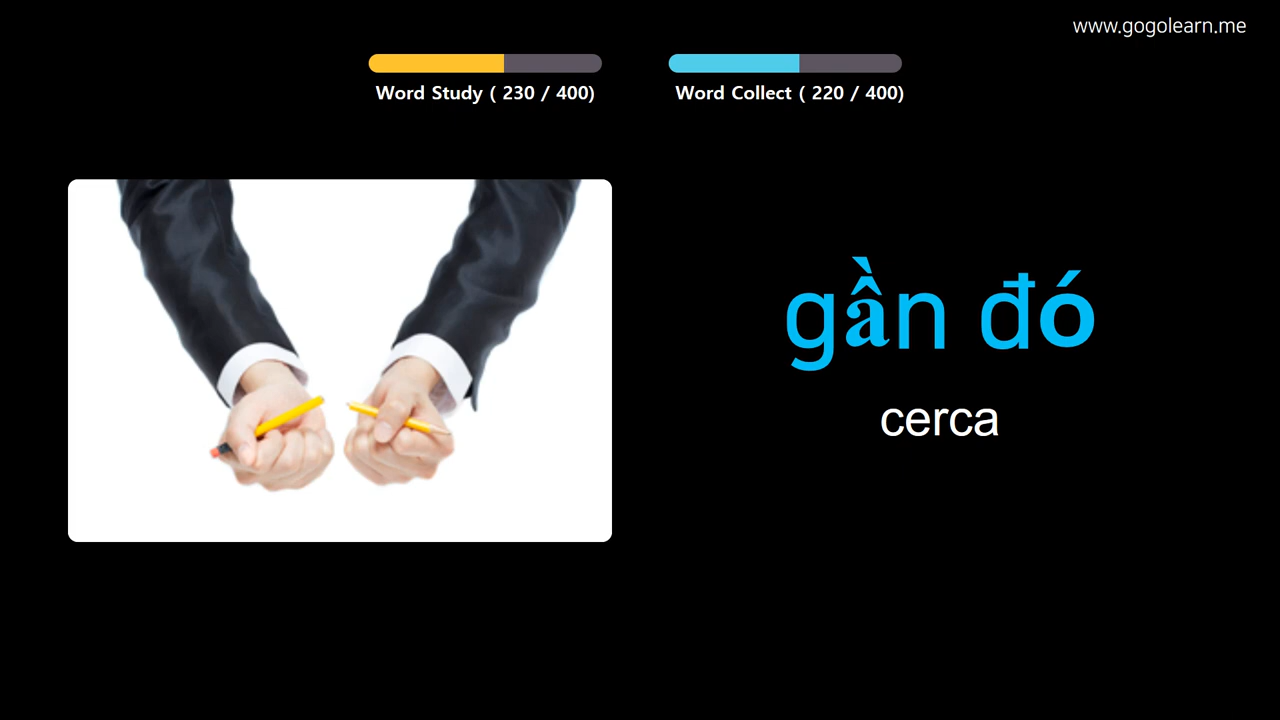 www.gogolearn.me
Word Study ( 230 / 400)
Word Collect ( 220 / 400)
gần đó
cerca